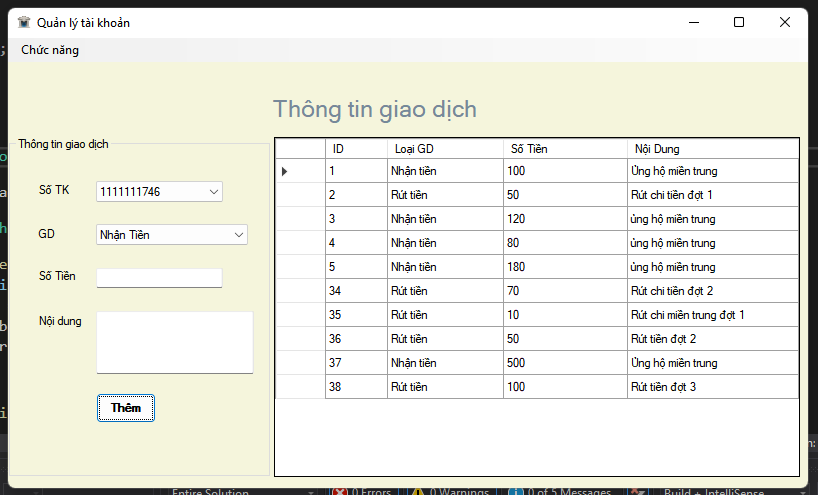 Quản lý tài khoản
Chức năng
Thông tin giao dịch
Thông tin giao dịch
Số TK 1111111746
GD Nhận Tiền
Số Tiền
Nội dung
Thêm
ID Loại GD Số Tiền Nội Dung
1 Nhận tiền 100 Ủng hộ miền trung
2 Rút tiền 50 Rút chi tiền đợt 1
3 Nhận tiền 120 ủng hộ miền trung
4 Nhận tiền 80 ủng hộ miền trung
5 Nhận tiền 180 ủng hộ miền trung
34 Rút tiền 70 Rút chi tiền đợt 2
35 Rút tiền 10 Rút chi miền trung đợt 1
36 Rút tiền 50 Rút tiền đợt 2
37 Nhận tiền 500 Ủng hộ miền trung
38 Rút tiền 100 Rút tiền đợt 3
Entire Solution 0 Errors 0 Warnings 0 of 5 Messages Build + IntelliSense